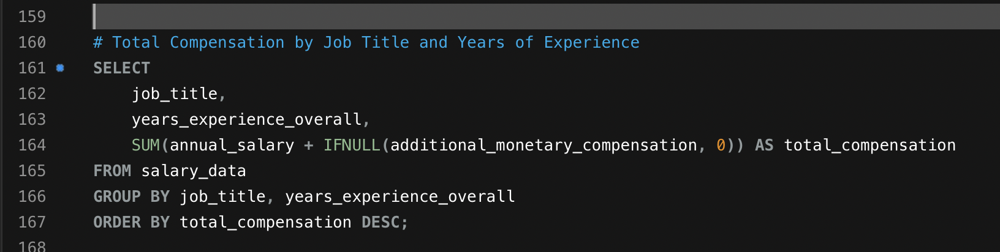 159
160 # Total Compensation by Job Title and Years of Experience
161 SELECT
162 job_title,
163 years_experience_overall,
164 SUM(annual_salary + IFNULL(additional_monetary_compensation, 0)) AS total_compensation
165 FROM salary_data
166 GROUP BY job_title, years_experience_overall
167 ORDER BY total_compensation DESC;
168